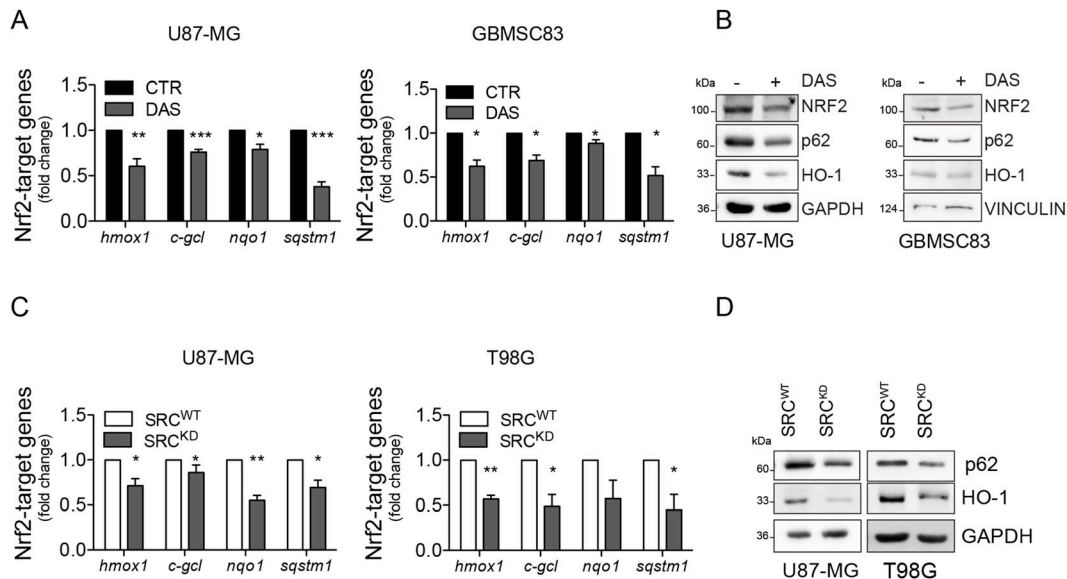 A
U87-MG
Nrf2-target genes
(fold change)
1.5
1.0
0.5
0.0
CTR
DAS
** *** * ***
hmox1 c-gcl nqo1 sqstm1
GBMSC83
Nrf2-target genes
(fold change)
1.5
1.0
0.5
0.0
CTR
DAS
* * * *
hmox1 c-gcl nqo1 sqstm1
B
kDa - + DAS
100 NRF2
60 p62
33 HO-1
36 GAPDH
U87-MG
kDa - + DAS
100 NRF2
60 p62
33 HO-1
124 VINCULIN
GBMSC83
C
U87-MG
Nrf2-target genes
(fold change)
1.5
1.0
0.5
0.0
SRCWT
SRCKD
* * ** *
hmox1 c-gcl nqo1 sqstm1
T98G
Nrf2-target genes
(fold change)
1.5
1.0
0.5
0.0
SRCWT
SRCKD
** * *
hmox1 c-gcl nqo1 sqstm1
D
SRCWT SRCKD SRCWT SRCKD
kDa
60 p62
33 HO-1
36 GAPDH
U87-MG T98G